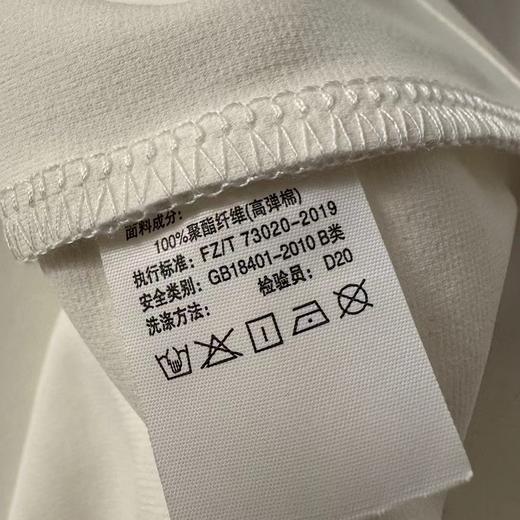 面料成分:
100%聚酯纤维(高弹棉)
执行标准: FZ/T 73020-2019
安全类别: GB18401-2010 B类
洗涤方法: 检验员: D20